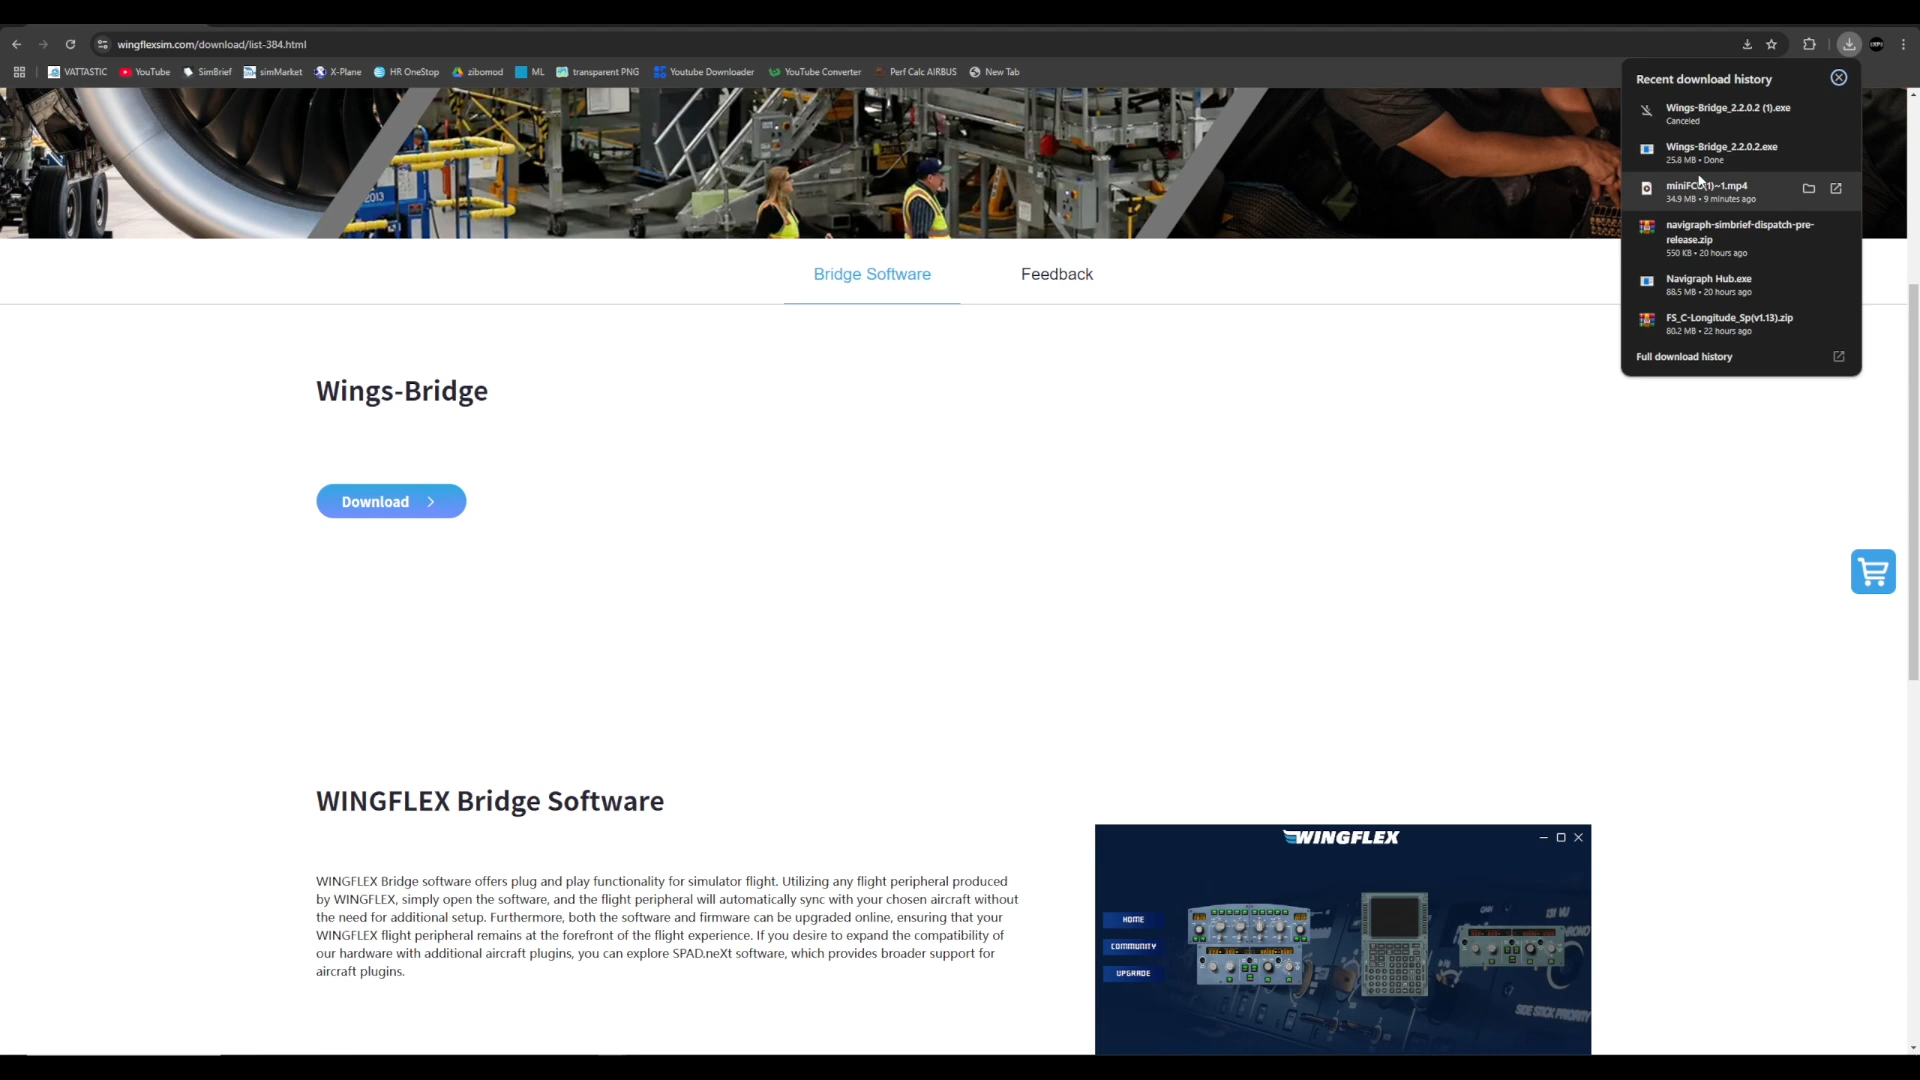 wingflexsim.com/download/list-384.html
VATTASTIC
YouTube
SimBrief
simMarket
X-Plane
HR OneStop
zibomod
ML
transparent PNG
Youtube Downloader
YouTube Converter
Perf Calc AIRBUS
New Tab
Recent download history
Wings-Bridge_2.2.0.2 (1).exe
Canceled
Wings-Bridge_2.2.0.2.exe
25.8 MB • Done
34.9 MB • 9 minutes ago
navigraph-simbrief-dispatch-pre-
release.zip
550 KB • 20 hours ago
Navigraph Hub.exe
88.5 MB • 20 hours ago
FS_C-Longitude_Sp(v1.13).zip
80.2 MB • 22 hours ago
Full download history
2013
Bridge Software
Feedback
Wings-Bridge
Download
WINGFLEX Bridge Software
WINGFLEX Bridge software offers plug and play functionality for simulator flight. Utilizing any flight peripheral produced
by WINGFLEX, simply open the software, and the flight peripheral will automatically sync with your chosen aircraft without
the need for additional setup. Furthermore, both the software and firmware can be upgraded online, ensuring that your
WINGFLEX flight peripheral remains at the forefront of the flight experience. If you desire to expand the compatibility of
our hardware with additional aircraft plugins, you can explore SPAD.neXt software, which provides broader support for
aircraft plugins.
WINGFLEX
HOME
COMMUNITY
UPGRADE
SIDE STICK PRIORITY